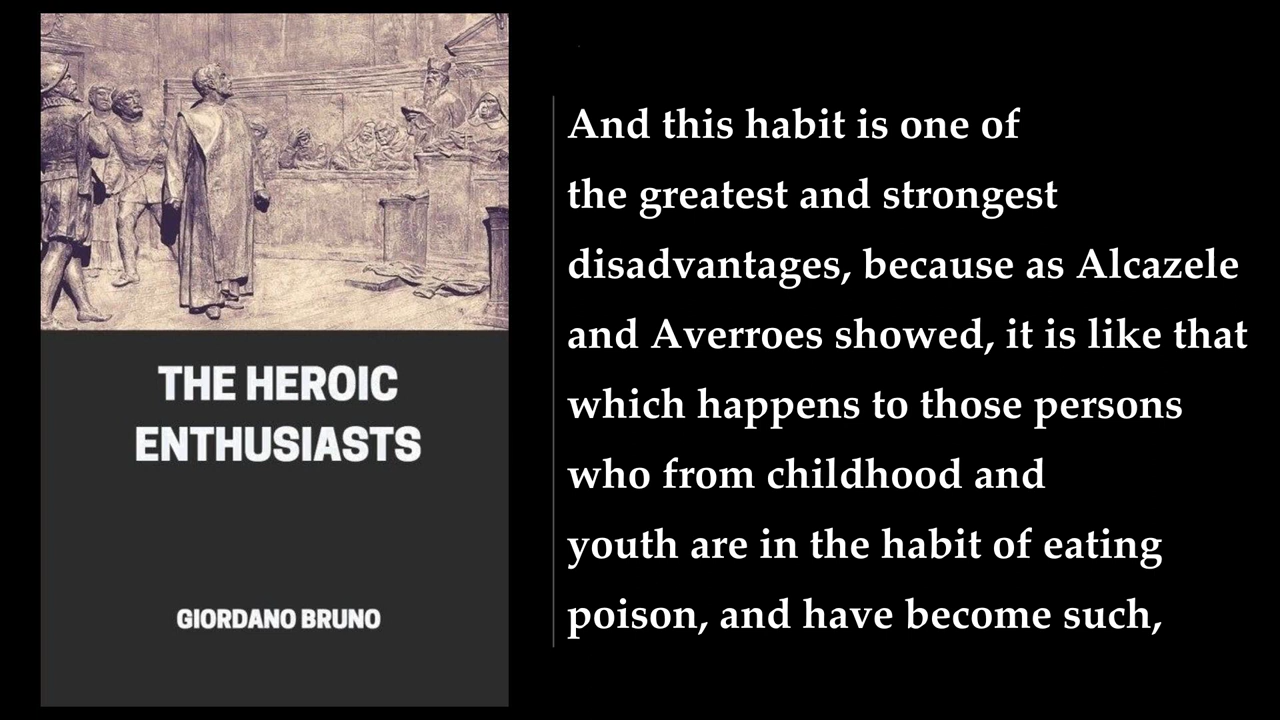 THE HEROIC
ENTHUSIASTS
GIORDANO BRUNO
And this habit is one of
the greatest and strongest
disadvantages, because as Alcazele
and Averroes showed, it is like that
which happens to those persons
who from childhood and
youth are in the habit of eating
poison, and have become such,